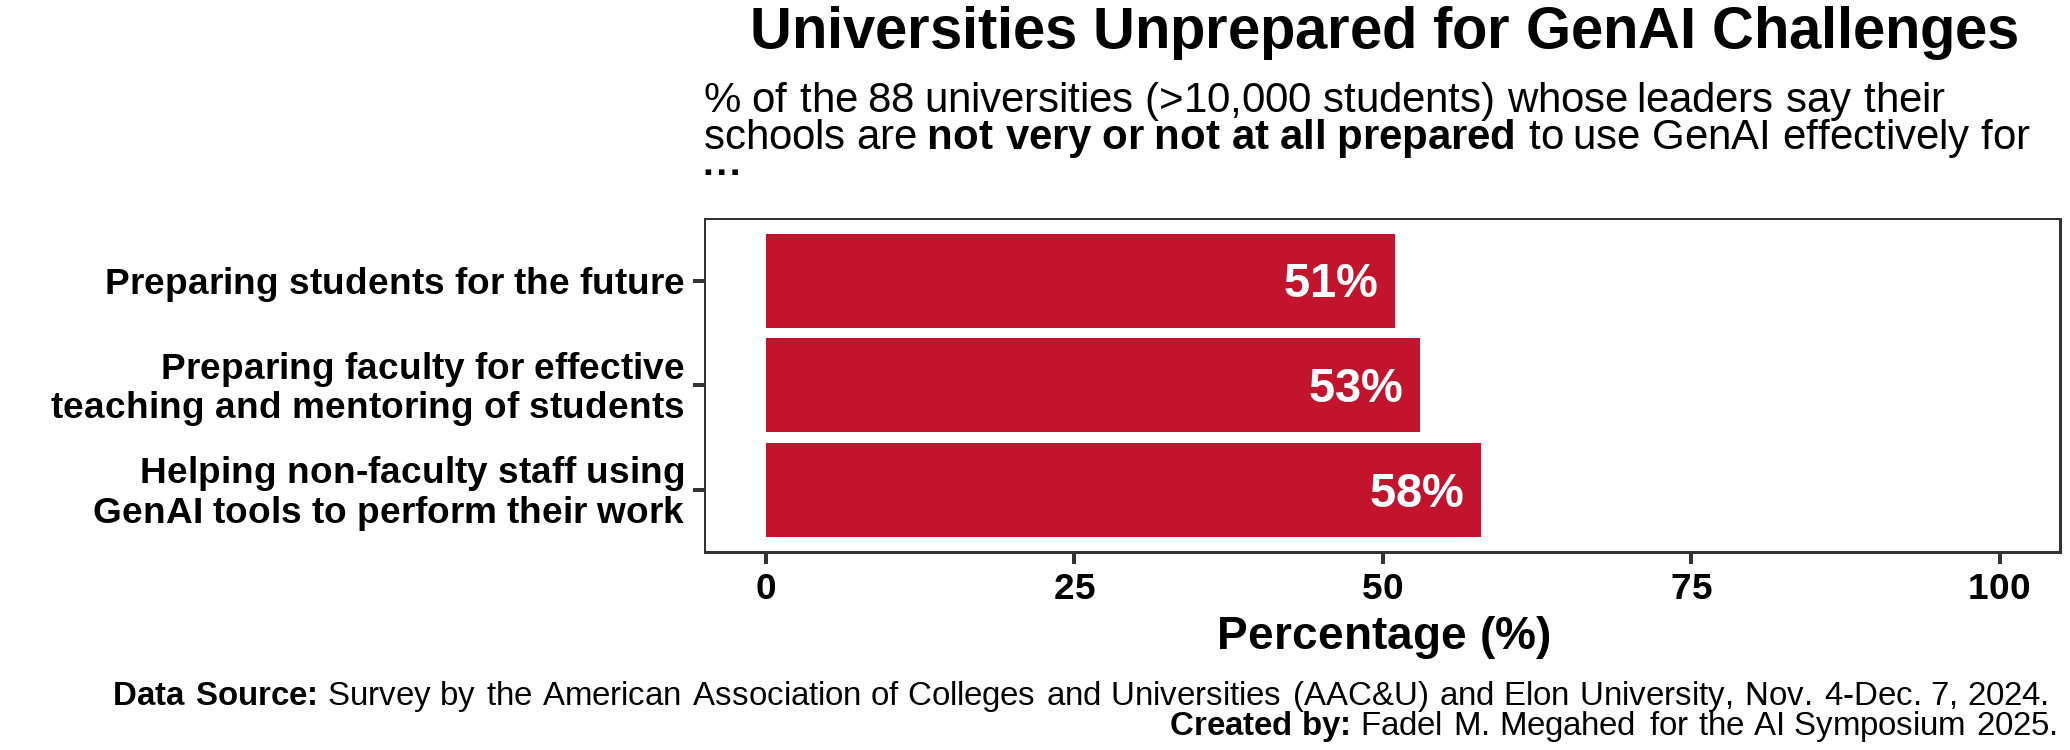 Universities Unprepared for GenAI Challenges
% of the 88 universities (>10,000 students) whose leaders say their
schools are not very or not at all prepared to use GenAI effectively for
...
Preparing students for the future
51%
Preparing faculty for effective
teaching and mentoring of students
53%
Helping non-faculty staff using
GenAI tools to perform their work
58%
0 25 50 75 100
Percentage (%)
Data Source: Survey by the American Association of Colleges and Universities (AAC&U) and Elon University, Nov. 4-Dec. 7, 2024.
Created by: Fadel M. Megahed for the AI Symposium 2025.